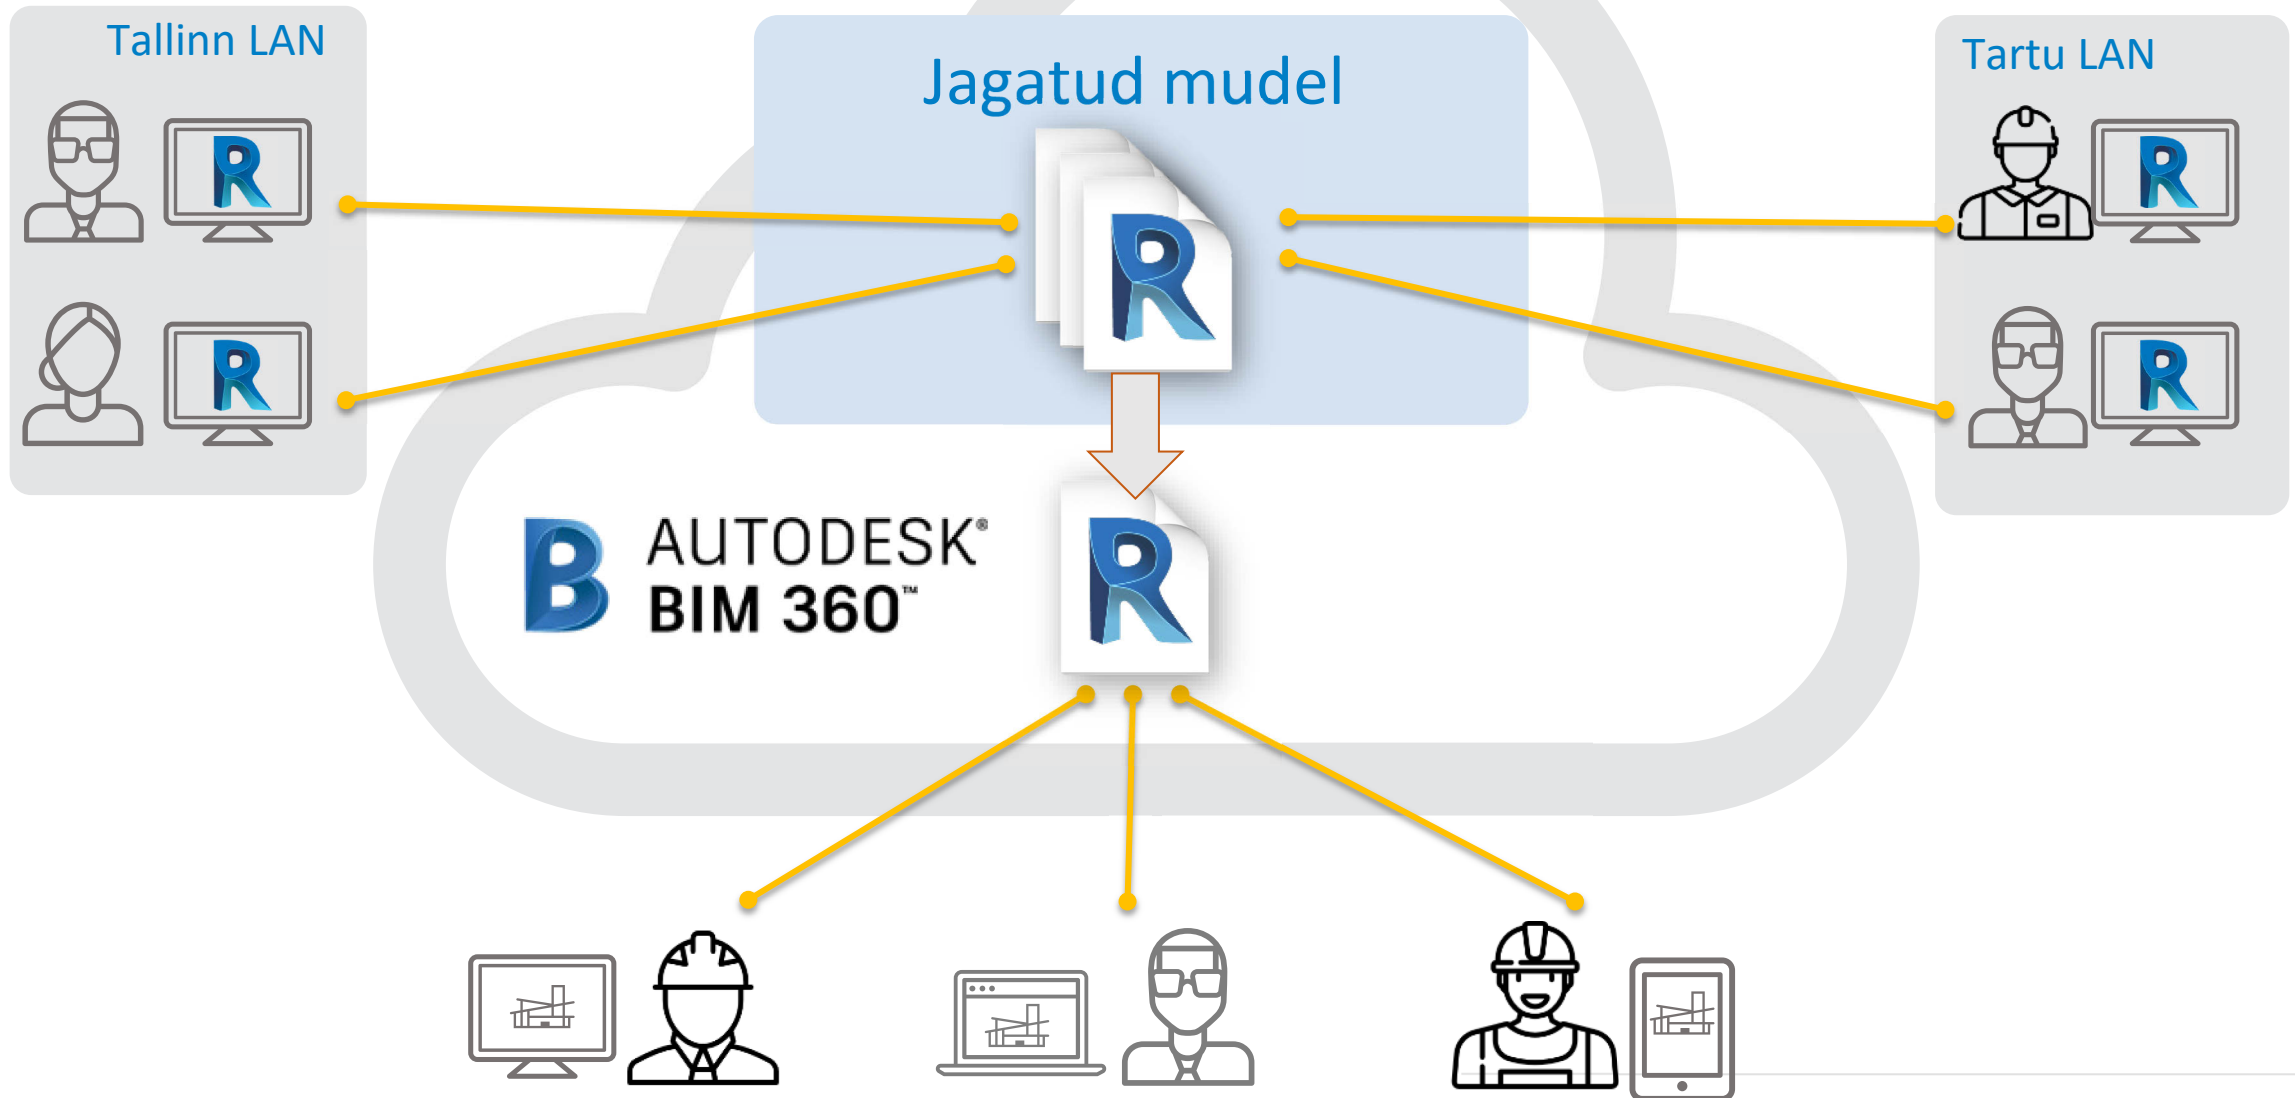 Tallinn LAN
Jagatud mudel
Tartu LAN
AUTODESK®
BIM 360™